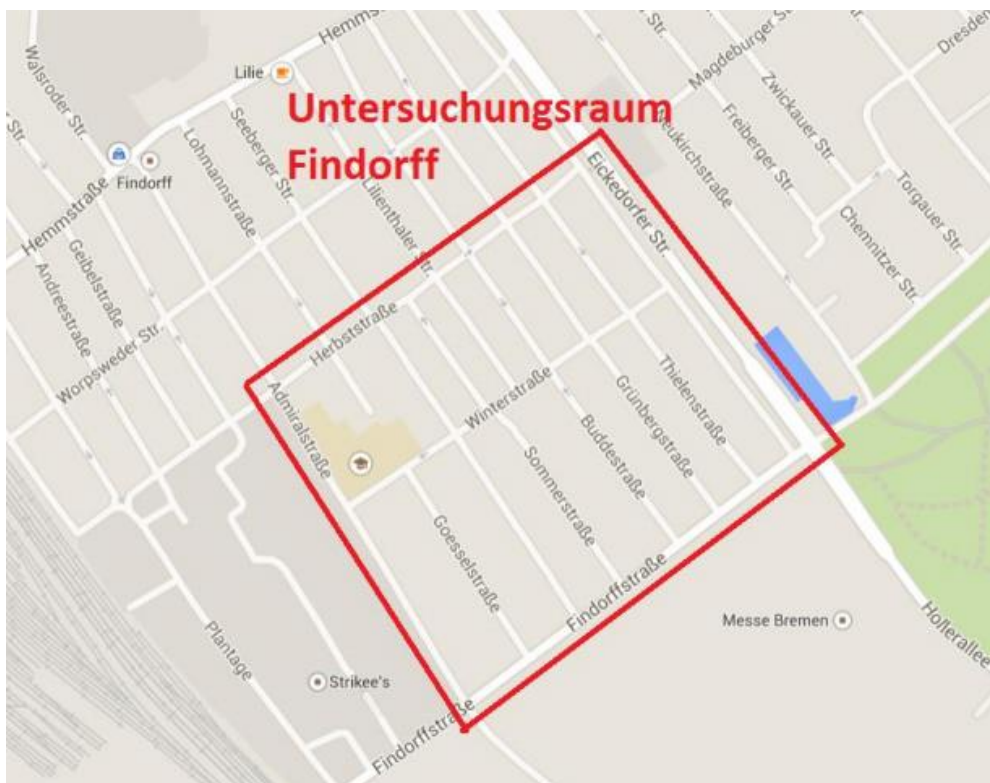 Hemmstr
Walsroder Str.
Lilie
Untersuchungsraum
Findorff
Magdeburger
Dresden
Zwickauer Str.
Freiberger Str.
Neukirchstraße
Seeberger Str.
Lohmannstraße
Findorff
Hemmstraße
Eickedorfer Str.
Torgauer Str.
Chemnitzer Str.
Lilienthaler Str.
Geibelstraße
Andreestraße
Worpsweder Str.
Herbststraße
Admiralstraße
Winterstraße
Thielenstraße
Grünbergstraße
Buddestraße
Sommerstraße
Goesselstraße
Findorffstraße
Messe Bremen
Hollerallee
Plantage
Strikee's
Findorffstraße